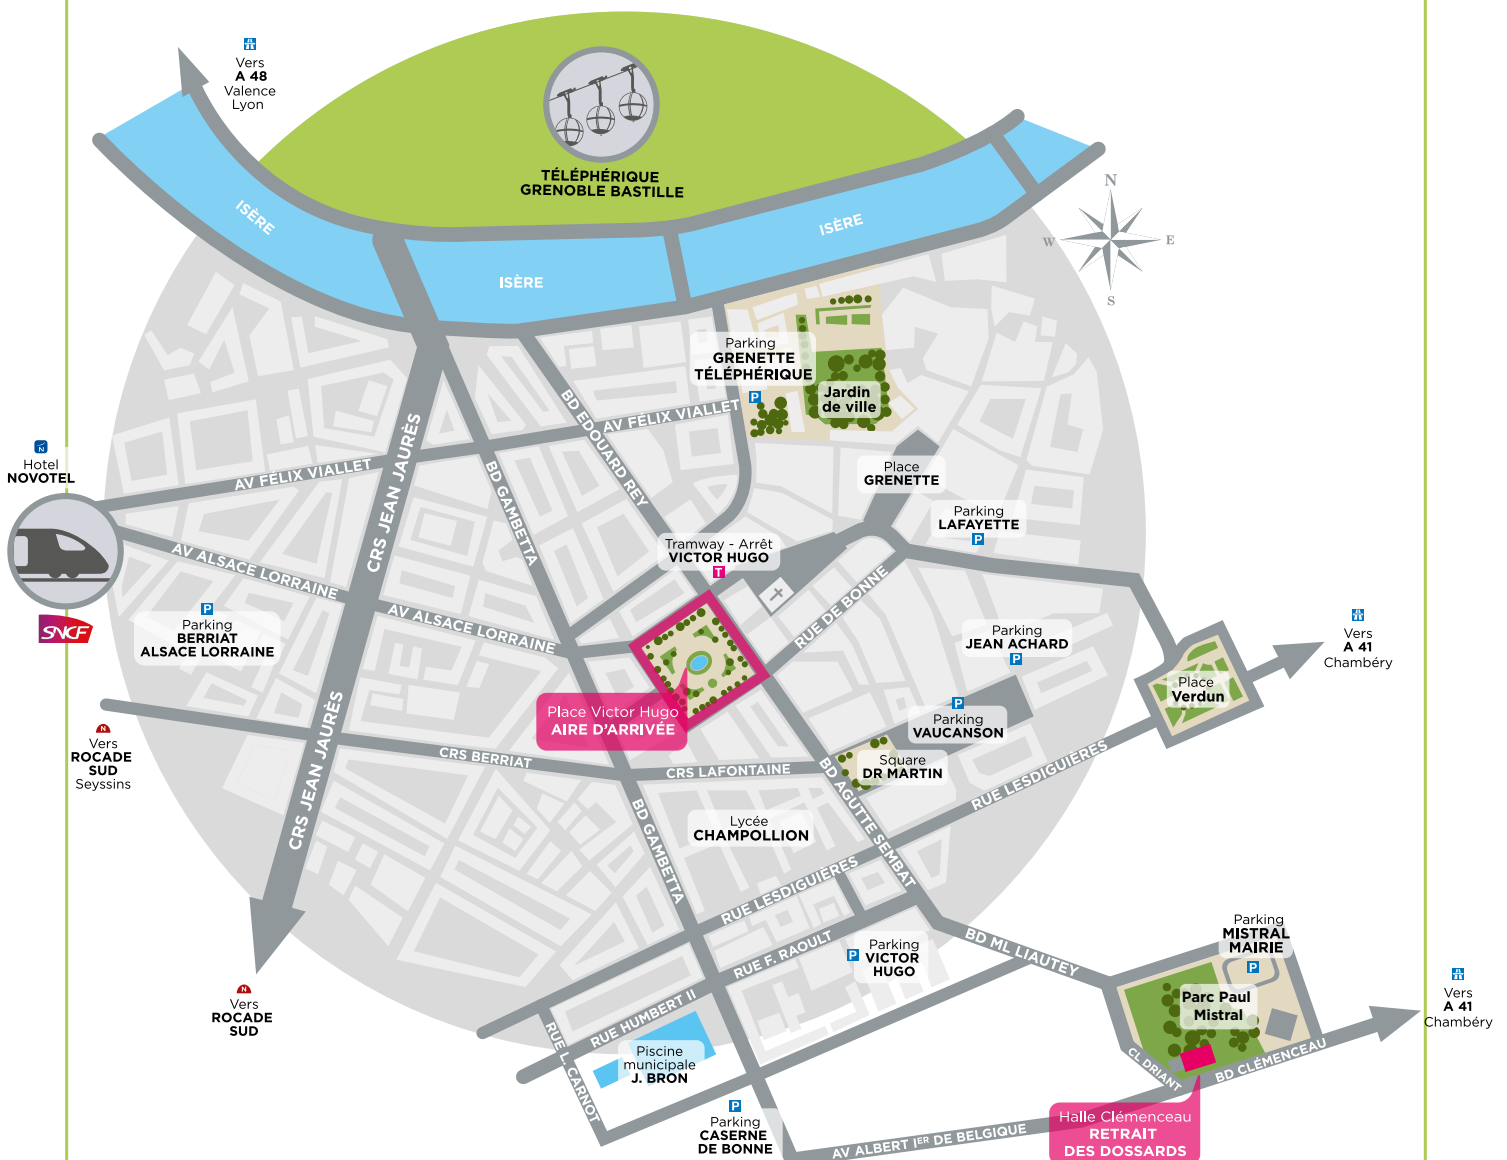 Vers
A 48
Valence
Lyon
TÉLÉPHÉRIQUE
GRENOBLE BASTILLE
ISÈRE
ISÈRE
ISÈRE
N
W
E
S
Parking
GRENETTE
TÉLÉPHÉRIQUE
P
Jardin
de ville
AV FÉLIX VIALLET
BD EDOUARD REY
Hotel
NOVOTEL
AV FÉLIX VIALLET
CRS JEAN JAURÈS
BD GAMBETTA
Place
GRENETTE
Parking
LAFAYETTE
P
Tramway - Arrêt
VICTOR HUGO
T
AV ALSACE LORRAINE
AV ALSACE LORRAINE
RUE DE BONNE
SNCF
P
Parking
BERRIAT
ALSACE LORRAINE
Parking
JEAN ACHARD
P
Vers
A 41
Chambéry
Place
Verdun
Place Victor Hugo
AIRE D'ARRIVÉE
P
Parking
VAUCANSON
N
Vers
ROCADE
SUD
Seyssins
CRS JEAN JAURÈS
CRS BERRIAT
CRS LAFONTAINE
Square
DR MARTIN
BD AGUTTE SEMBAT
RUE LESDIGUIÈRES
Lycée
CHAMPOLLION
BD GAMBETTA
RUE LESDIGUIÈRES
RUE F. RAOULT
P
Parking
VICTOR
HUGO
BD ML LIAUTEY
Parking
MISTRAL
MAIRIE
P
Parc Paul
Mistral
Vers
A 41
Chambéry
N
Vers
ROCADE
SUD
RUE HUMBERT II
RUE L. CARNOT
Piscine
municipale
J. BRON
CL DRIANT
BD CLÉMENCEAU
P
Parking
CASERNE
DE BONNE
AV ALBERT IER DE BELGIQUE
Halle Clémenceau
RETRAIT
DES DOSSARDS